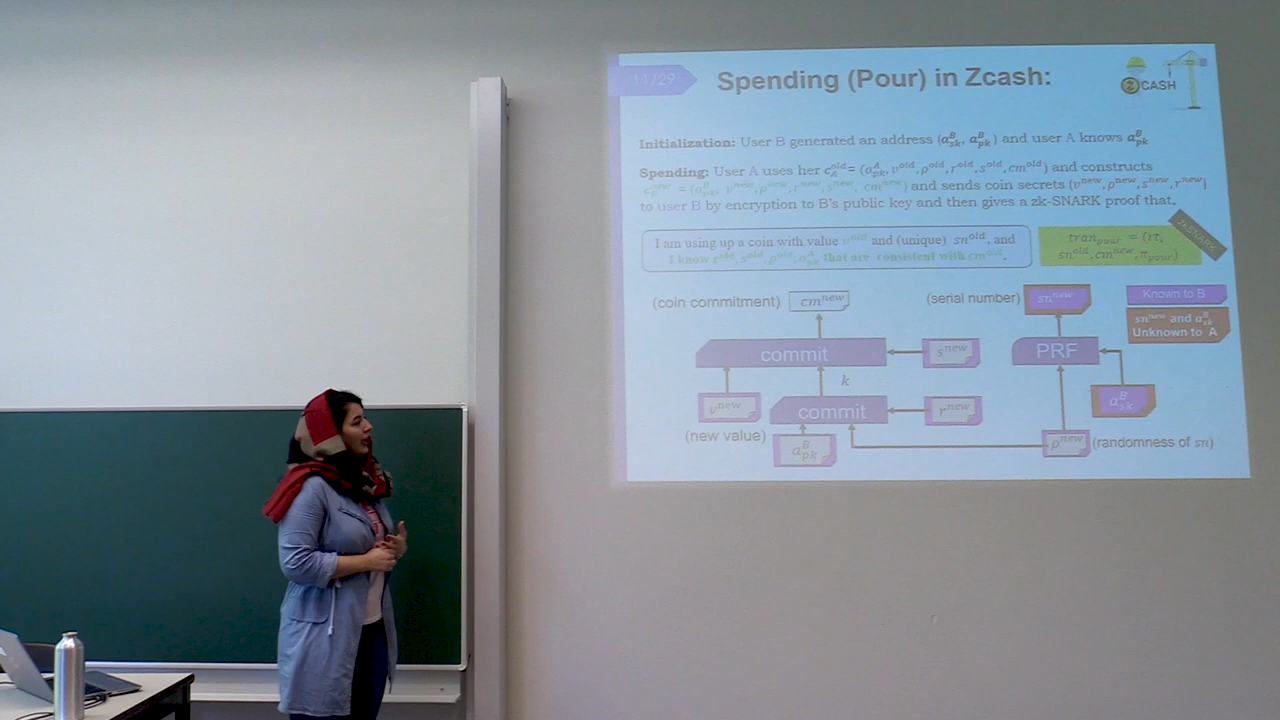 14/29
Spending (Pour) in Zcash:
ZCASH
Initialization: User B generated an address (a_sk^B, a_pk^B) and user A knows a_pk^B
Spending: User A uses her c_A^old = (a_pk^A, v^old, ρ^old, r^old, s^old, cm^old) and constructs
c_B^new = (a_pk^B, v^new, ρ^new, r^new, s^new, cm^new) and sends coin secrets (v^new, ρ^new, s^new, r^new)
to user B by encryption to B's public key and then gives a zk-SNARK proof that.
I am using up a coin with value v^old and (unique) sn^old, and
I know r^old, s^old, ρ^old, a_pk^A that are consistent with cm^old.
tran_pour = (rt,
sn^old, cm^new, π_pour)
zkSNARK
(coin commitment) cm^new
(serial number) sn^new
Known to B
sn^new and a_sk^B
Unknown to A
commit
s^new
PRF
k
v^new
commit
r^new
a_sk^B
(new value)
a_pk^B
ρ^new
(randomness of sn)